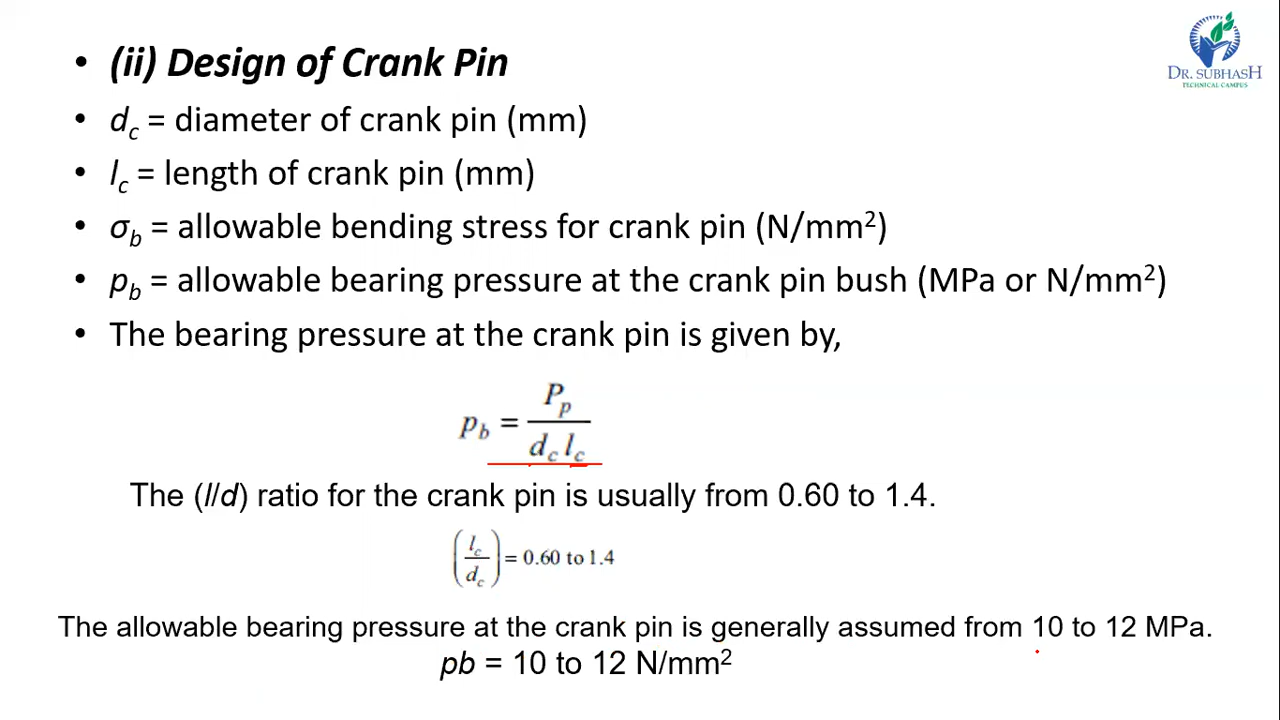 • (ii) Design of Crank Pin
DR. SUBHASH
TECHNICAL CAMPUS
• dc = diameter of crank pin (mm)
• lc = length of crank pin (mm)
• σb = allowable bending stress for crank pin (N/mm²)
• pb = allowable bearing pressure at the crank pin bush (MPa or N/mm²)
• The bearing pressure at the crank pin is given by,
pb = Pp / dc lc
The (l/d) ratio for the crank pin is usually from 0.60 to 1.4.
(lc / dc) = 0.60 to 1.4
The allowable bearing pressure at the crank pin is generally assumed from 10 to 12 MPa.
pb = 10 to 12 N/mm²